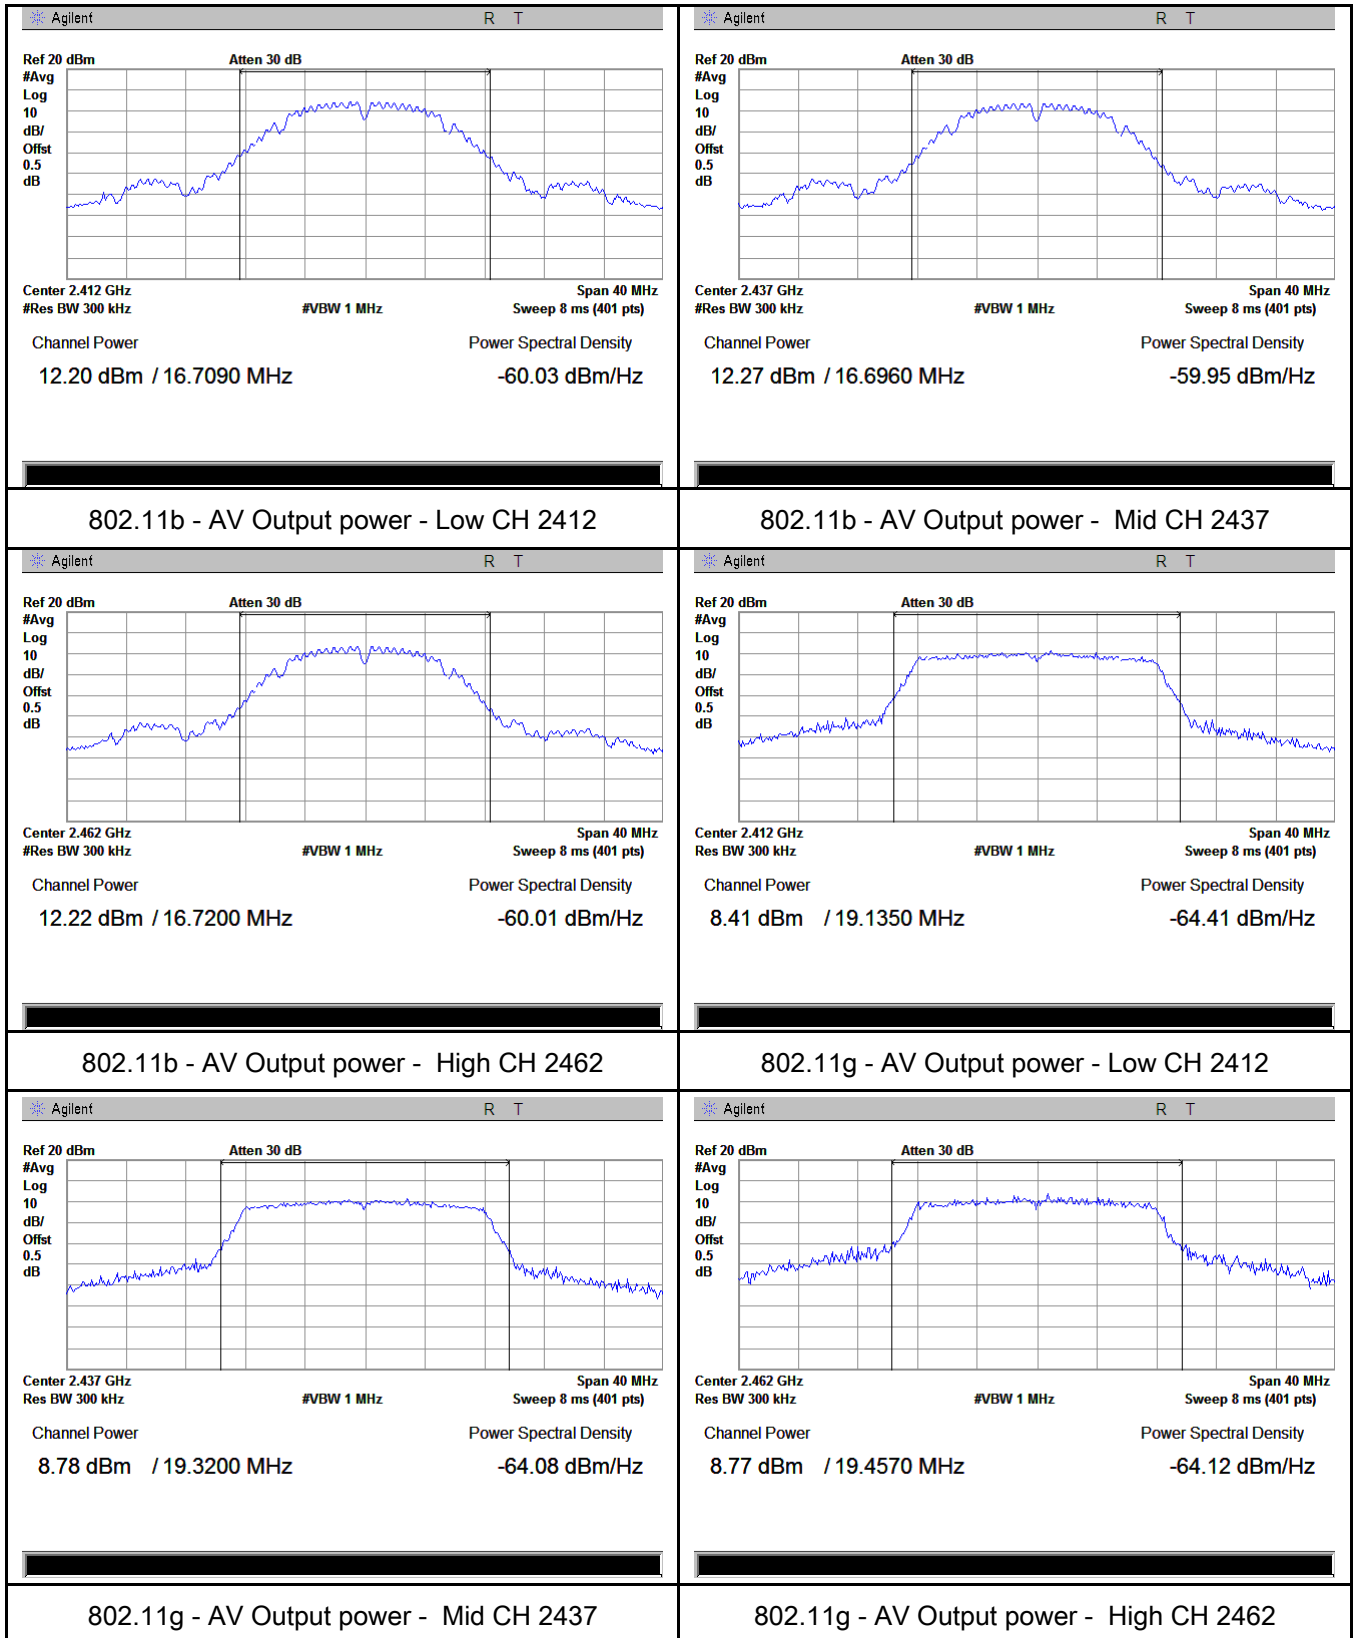 Agilent R T
Ref 20 dBm Atten 30 dB
#Avg
Log
10
dB/
Offst
0.5
dB
Center 2.412 GHz Span 40 MHz
#Res BW 300 kHz #VBW 1 MHz Sweep 8 ms (401 pts)
Channel Power Power Spectral Density
12.20 dBm / 16.7090 MHz -60.03 dBm/Hz
802.11b - AV Output power - Low CH 2412
Agilent R T
Ref 20 dBm Atten 30 dB
#Avg
Log
10
dB/
Offst
0.5
dB
Center 2.437 GHz Span 40 MHz
#Res BW 300 kHz #VBW 1 MHz Sweep 8 ms (401 pts)
Channel Power Power Spectral Density
12.27 dBm / 16.6960 MHz -59.95 dBm/Hz
802.11b - AV Output power - Mid CH 2437
Agilent R T
Ref 20 dBm Atten 30 dB
#Avg
Log
10
dB/
Offst
0.5
dB
Center 2.462 GHz Span 40 MHz
#Res BW 300 kHz #VBW 1 MHz Sweep 8 ms (401 pts)
Channel Power Power Spectral Density
12.22 dBm / 16.7200 MHz -60.01 dBm/Hz
802.11b - AV Output power - High CH 2462
Agilent R T
Ref 20 dBm Atten 30 dB
#Avg
Log
10
dB/
Offst
0.5
dB
Center 2.412 GHz Span 40 MHz
Res BW 300 kHz #VBW 1 MHz Sweep 8 ms (401 pts)
Channel Power Power Spectral Density
8.41 dBm / 19.1350 MHz -64.41 dBm/Hz
802.11g - AV Output power - Low CH 2412
Agilent R T
Ref 20 dBm Atten 30 dB
#Avg
Log
10
dB/
Offst
0.5
dB
Center 2.437 GHz Span 40 MHz
Res BW 300 kHz #VBW 1 MHz Sweep 8 ms (401 pts)
Channel Power Power Spectral Density
8.78 dBm / 19.3200 MHz -64.08 dBm/Hz
802.11g - AV Output power - Mid CH 2437
Agilent R T
Ref 20 dBm Atten 30 dB
#Avg
Log
10
dB/
Offst
0.5
dB
Center 2.462 GHz Span 40 MHz
Res BW 300 kHz #VBW 1 MHz Sweep 8 ms (401 pts)
Channel Power Power Spectral Density
8.77 dBm / 19.4570 MHz -64.12 dBm/Hz
802.11g - AV Output power - High CH 2462